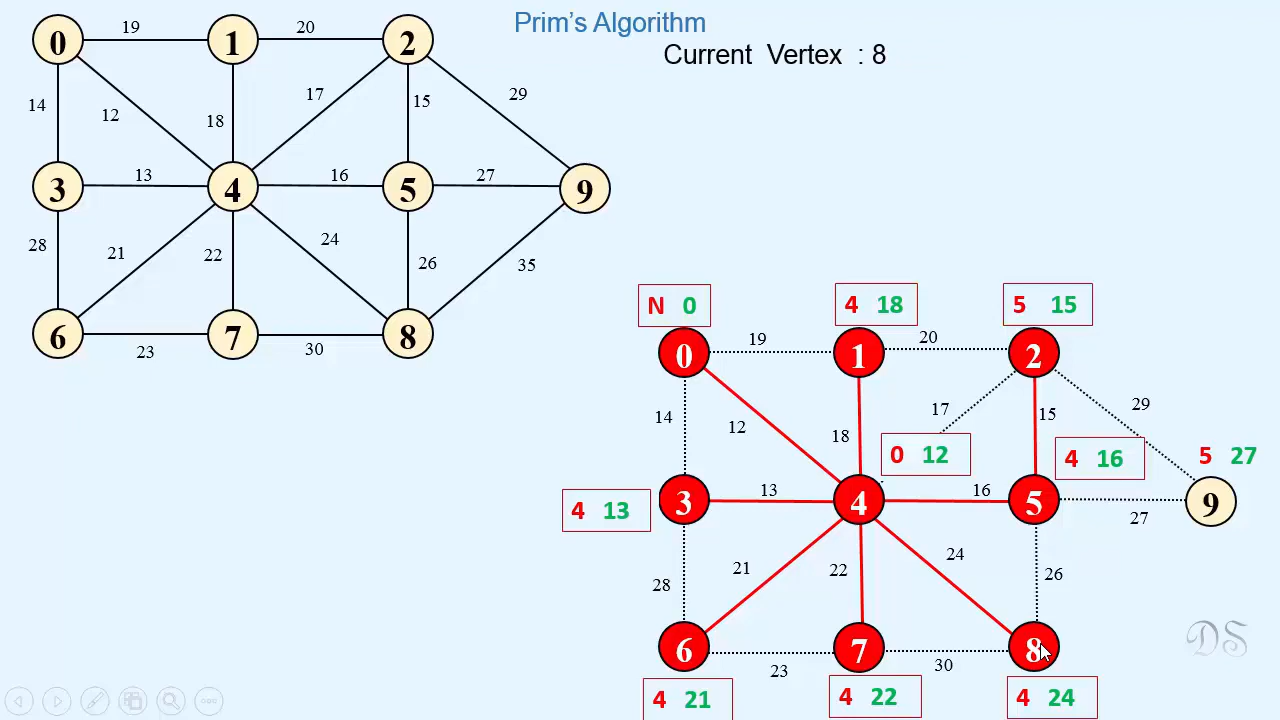 Prim's Algorithm
Current Vertex : 8
19 20
0 1 2
14 12 18 17 15 29
13 16 27
3 4 5 9
28 21 22 24 26 35
6 7 8
23 30
N 0 4 18 5 15
19 20
0 1 2
14 12 18 17 15 29
0 12 4 16 5 27
13 16
3 4 5 9
4 13 27
28 21 22 24 26
6 7 8
23 30
4 21 4 22 4 24
DS